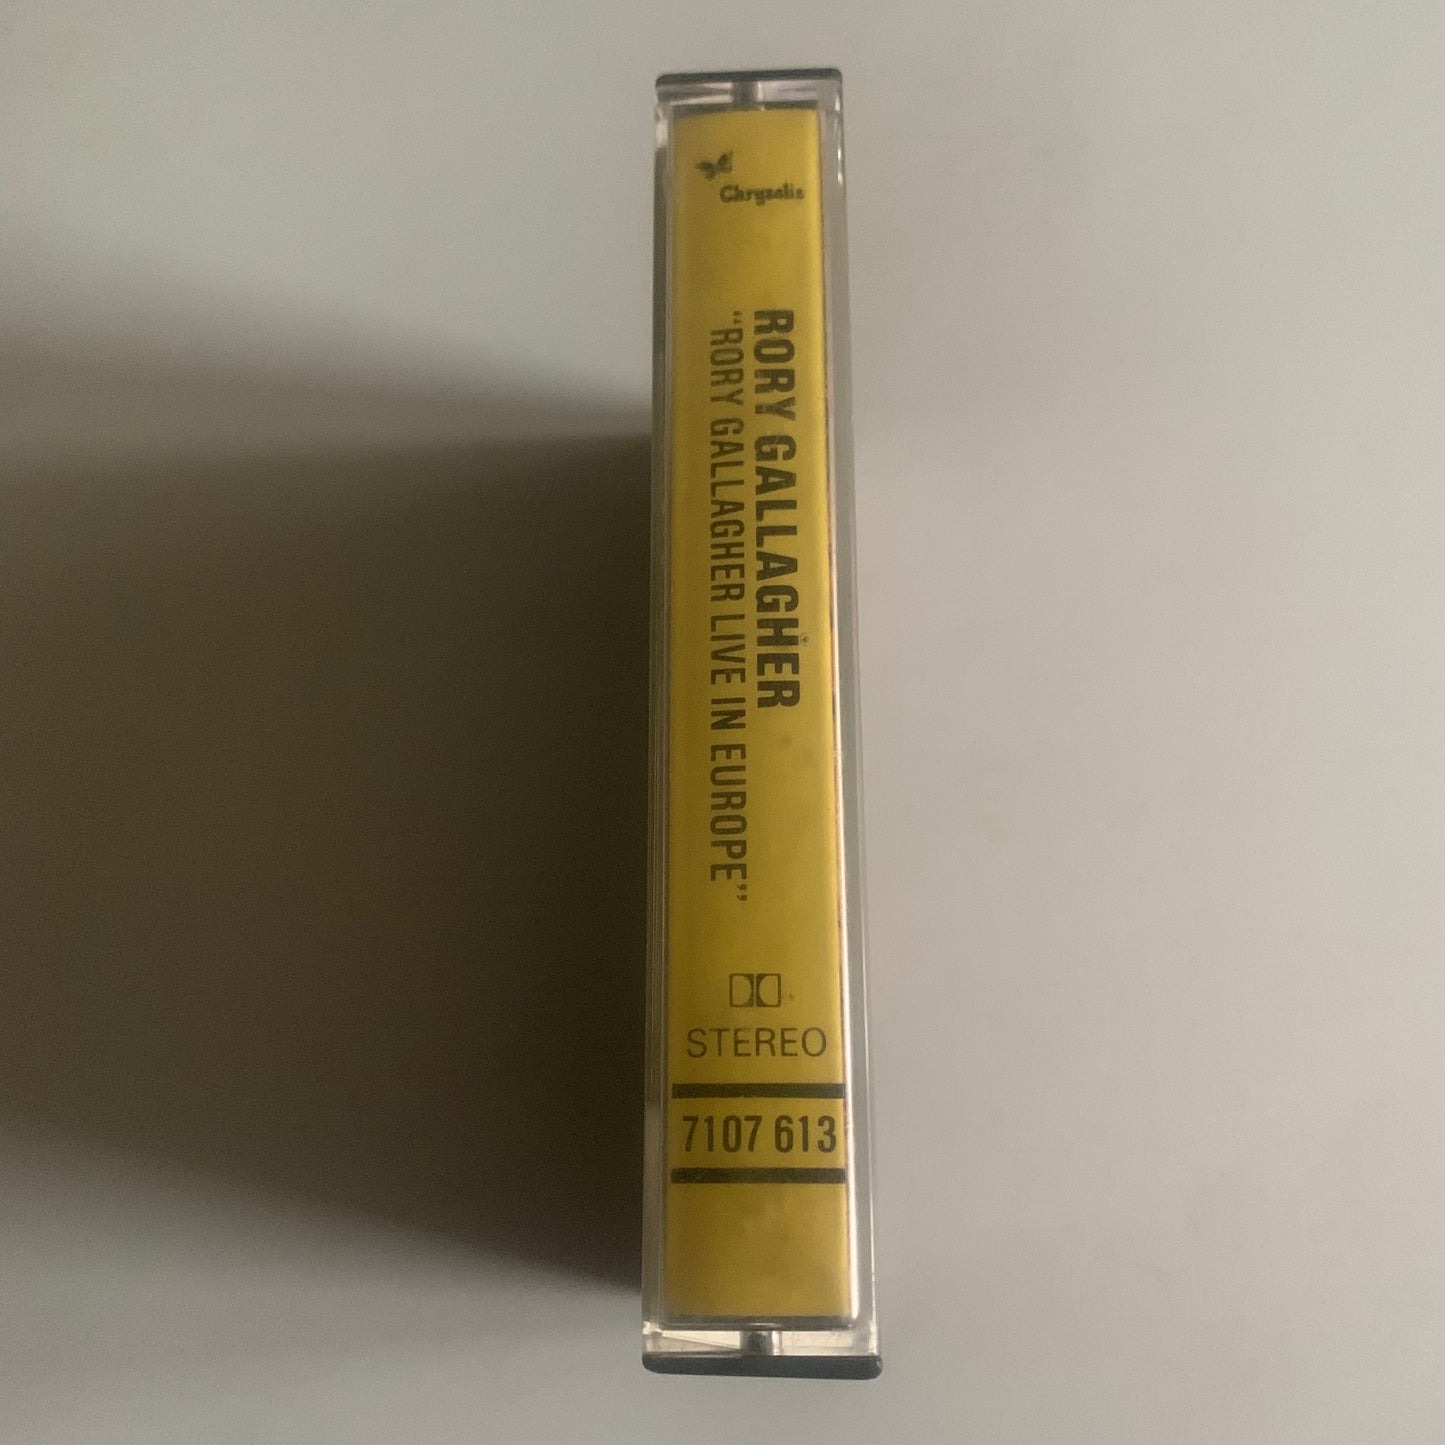 Chrysalis
RORY GALLAGHER
“RORY GALLAGHER LIVE IN EUROPE”
STEREO
7107 613